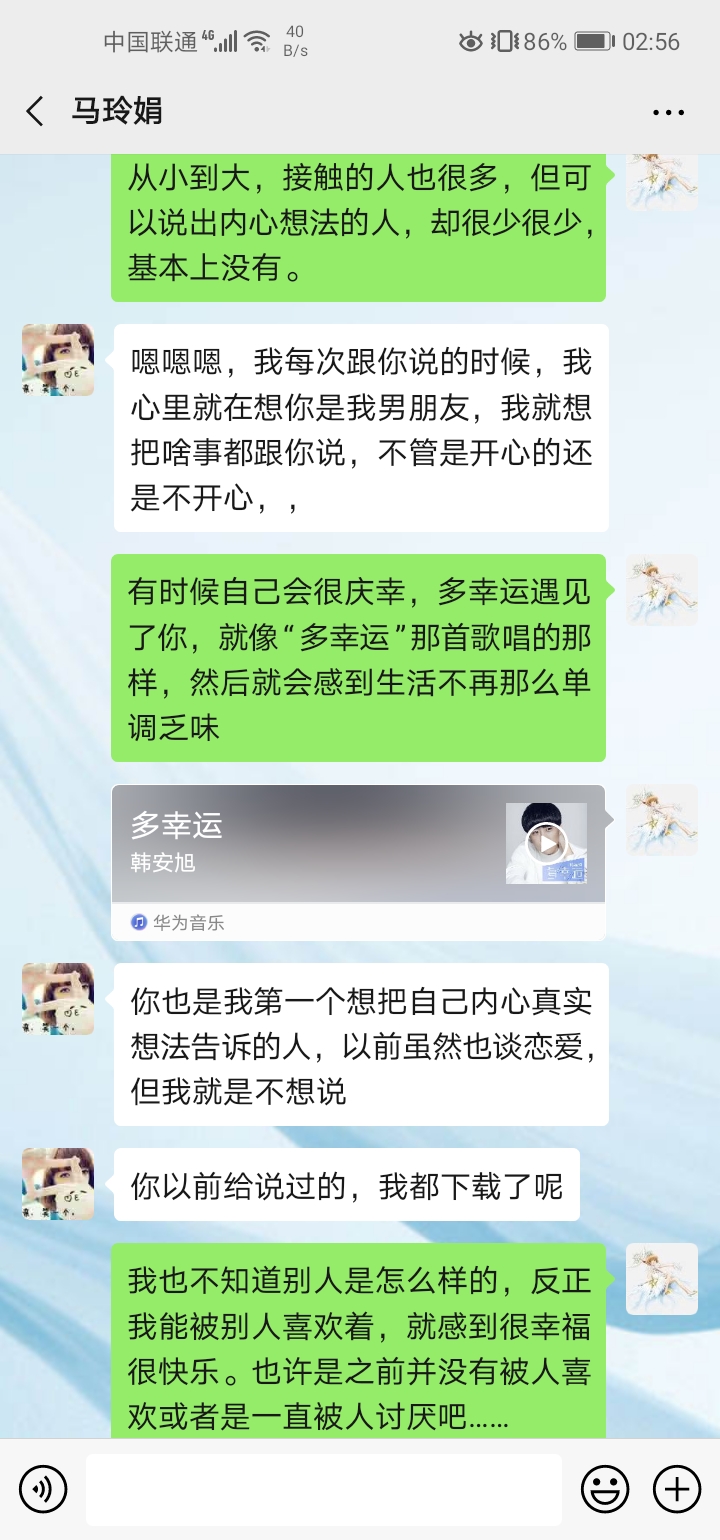 中国联通 4G 40 B/s 86% 02:56
马玲娟
从小到大，接触的人也很多，但可
以说出内心想法的人，却很少很少，
基本上没有。
嗯嗯嗯，我每次跟你说的时候，我
心里就在想你是我男朋友，我就想
把啥事都跟你说，不管是开心的还
是不开心，，
有时候自己会很庆幸，多幸运遇见
了你，就像“多幸运”那首歌唱的那
样，然后就会感到生活不再那么单
调乏味
多幸运
韩安旭
华为音乐
你也是我第一个想把自己内心真实
想法告诉的人，以前虽然也谈恋爱，
但我就是不想说
你以前给说过的，我都下载了呢
我也不知道别人是怎么样的，反正
我能被别人喜欢着，就感到很幸福
很快乐。也许是之前并没有被人喜
欢或者是一直被人讨厌吧……